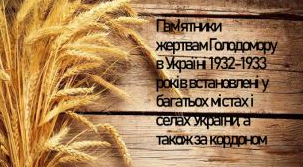 Пам'ятники
жертвам Голодомору
в Україні 1932-1933
років встановлені у
багатьох містах і
селах України, а
також за кордоном